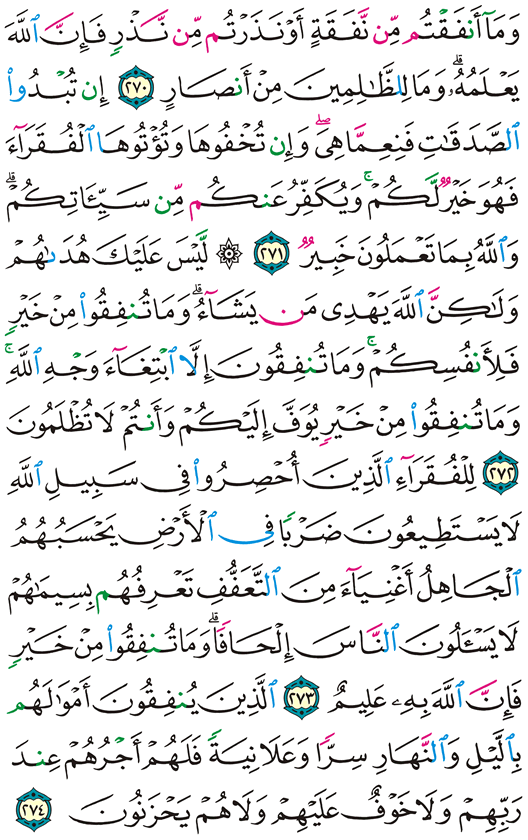 وَمَآ أَنفَقْتُم مِّن نَّفَقَةٍ أَوْ نَذَرْتُم مِّن نَّذْرٍ فَإِنَّ ٱللَّهَ
يَعْلَمُهُۥ ۗ وَمَا لِلظَّٰلِمِينَ مِنْ أَنصَارٍ ٢٧٠ إِن تُبْدُوا۟
ٱلصَّدَقَٰتِ فَنِعِمَّا هِىَ ۖ وَإِن تُخْفُوهَا وَتُؤْتُوهَا ٱلْفُقَرَآءَ
فَهُوَ خَيْرٌ لَّكُمْ ۚ وَيُكَفِّرُ عَنكُم مِّن سَيِّـَٔاتِكُمْ ۗ
وَٱللَّهُ بِمَا تَعْمَلُونَ خَبِيرٌ ٢٧١ ۞ لَّيْسَ عَلَيْكَ هُدَىٰهُمْ
وَلَٰكِنَّ ٱللَّهَ يَهْدِى مَن يَشَآءُ ۗ وَمَا تُنفِقُوا۟ مِنْ خَيْرٍ
فَلِأَنفُسِكُمْ ۚ وَمَا تُنفِقُونَ إِلَّا ٱبْتِغَآءَ وَجْهِ ٱللَّهِ ۚ
وَمَا تُنفِقُوا۟ مِنْ خَيْرٍ يُوَفَّ إِلَيْكُمْ وَأَنتُمْ لَا تُظْلَمُونَ
٢٧٢ لِلْفُقَرَآءِ ٱلَّذِينَ أُحْصِرُوا۟ فِى سَبِيلِ ٱللَّهِ
لَا يَسْتَطِيعُونَ ضَرْبًا فِى ٱلْأَرْضِ يَحْسَبُهُمُ
ٱلْجَاهِلُ أَغْنِيَآءَ مِنَ ٱلتَّعَفُّفِ تَعْرِفُهُم بِسِيمَٰهُمْ
لَا يَسْـَٔلُونَ ٱلنَّاسَ إِلْحَافًا ۗ وَمَا تُنفِقُوا۟ مِنْ خَيْرٍ
فَإِنَّ ٱللَّهَ بِهِۦ عَلِيمٌ ٢٧٣ ٱلَّذِينَ يُنفِقُونَ أَمْوَٰلَهُم
بِٱلَّيْلِ وَٱلنَّهَارِ سِرًّا وَعَلَانِيَةً فَلَهُمْ أَجْرُهُمْ عِندَ
رَبِّهِمْ وَلَا خَوْفٌ عَلَيْهِمْ وَلَا هُمْ يَحْزَنُونَ ٢٧٤